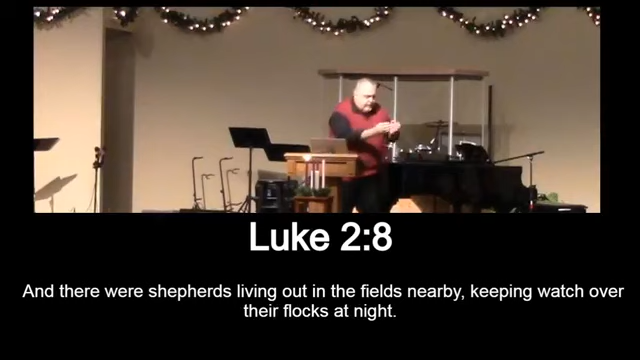 Luke 2:8
And there were shepherds living out in the fields nearby, keeping watch over
their flocks at night.